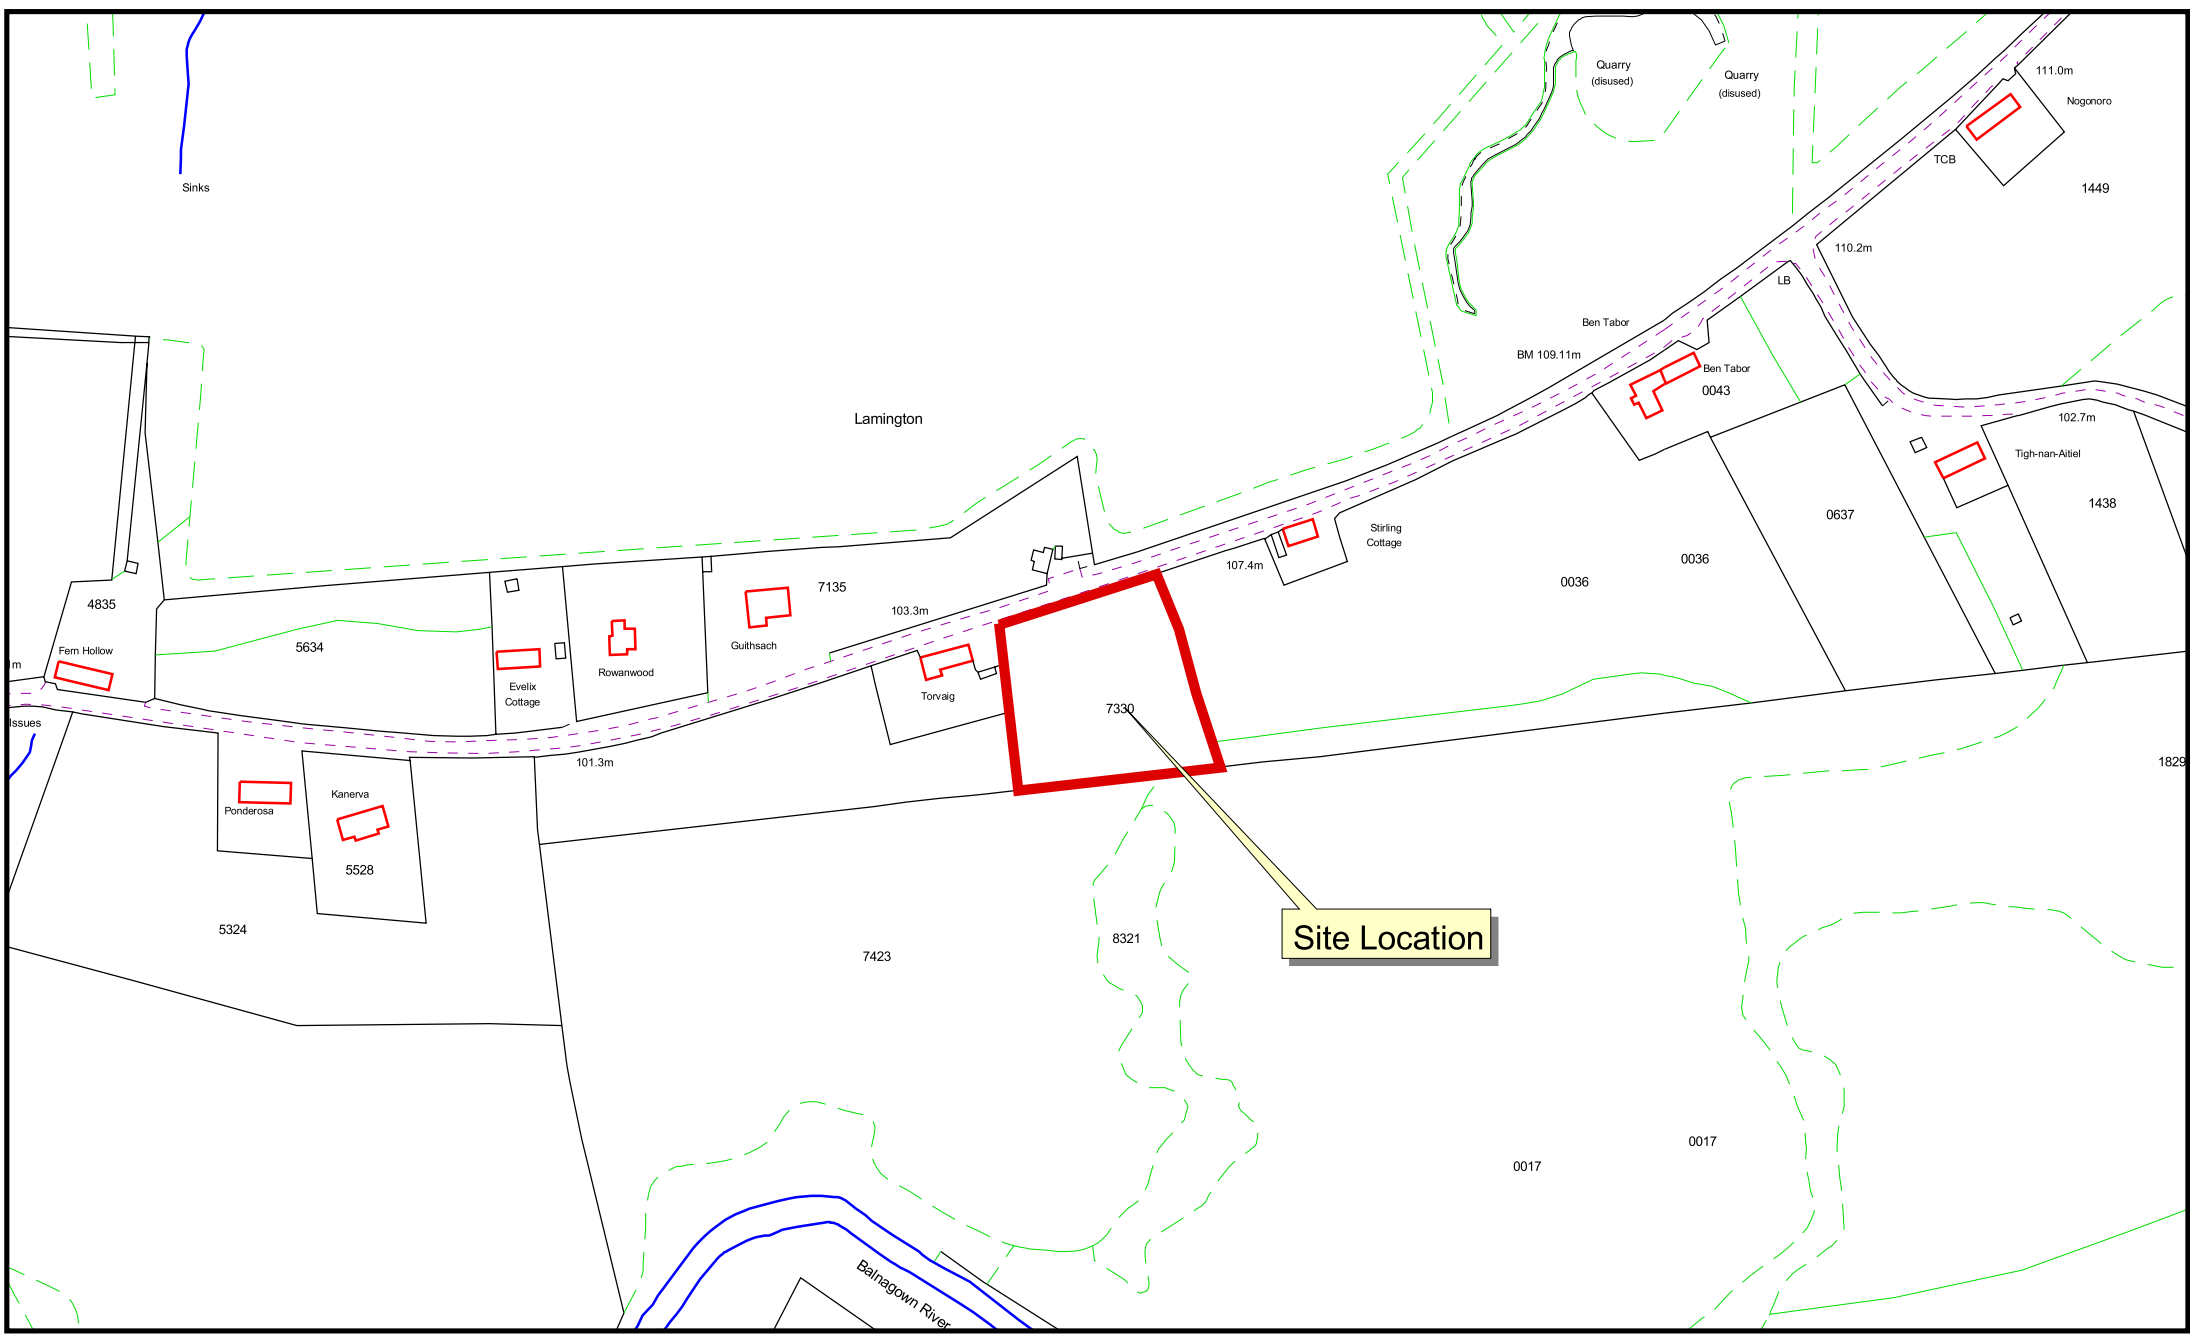 Quarry
(disused)
Quarry
(disused)
111.0m
Nogonoro
TCB
1449
Sinks
110.2m
LB
Ben Tabor
BM 109.11m
Ben Tabor
0043
Lamington
102.7m
Tigh-nan-Aitiel
1438
0637
Stirling
Cottage
0036
0036
107.4m
7135
103.3m
4835
5634
Fern Hollow
Guithsach
Rowanwood
Evelix
Cottage
Torvaig
1m
Issues
7330
101.3m
1829
Kanerva
Ponderosa
5528
5324
7423
8321
Site Location
0017
0017
Balnagown River